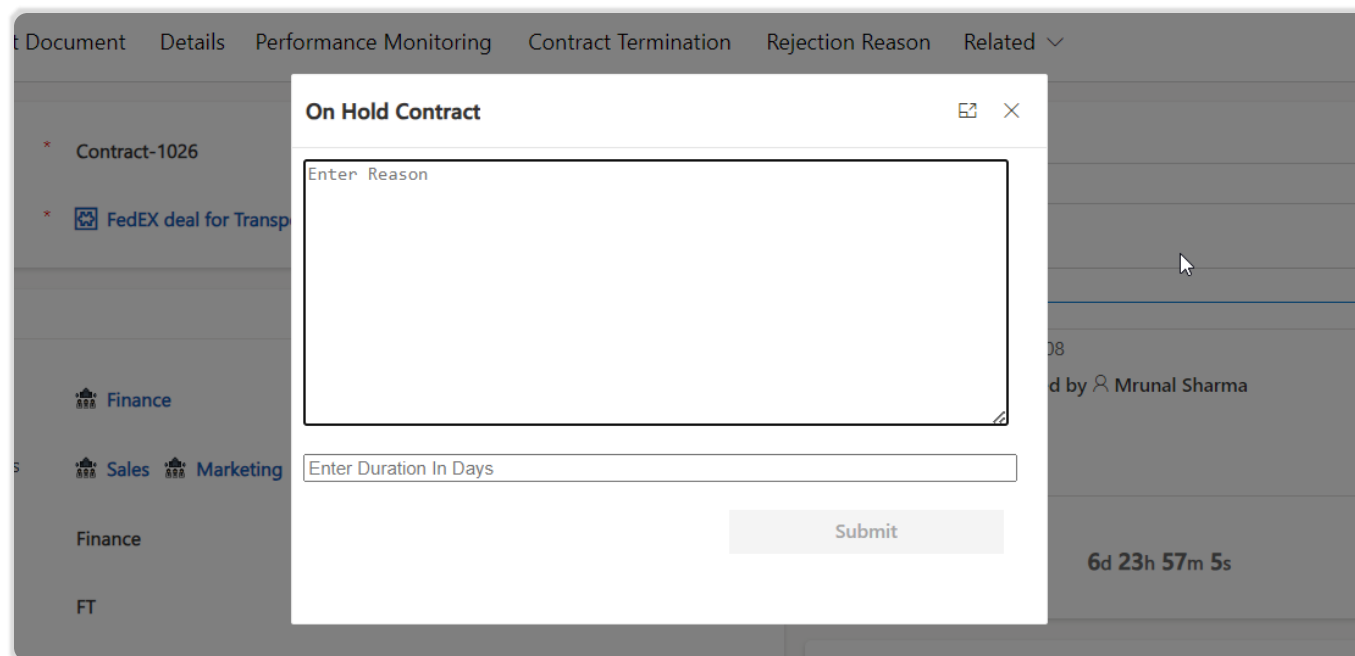 t Document Details Performance Monitoring Contract Termination Rejection Reason Related
On Hold Contract
* Contract-1026
Enter Reason
* FedEX deal for Transp
08
d by Mrunal Sharma
Finance
s Sales Marketing
Enter Duration In Days
Submit
Finance
6d 23h 57m 5s
FT